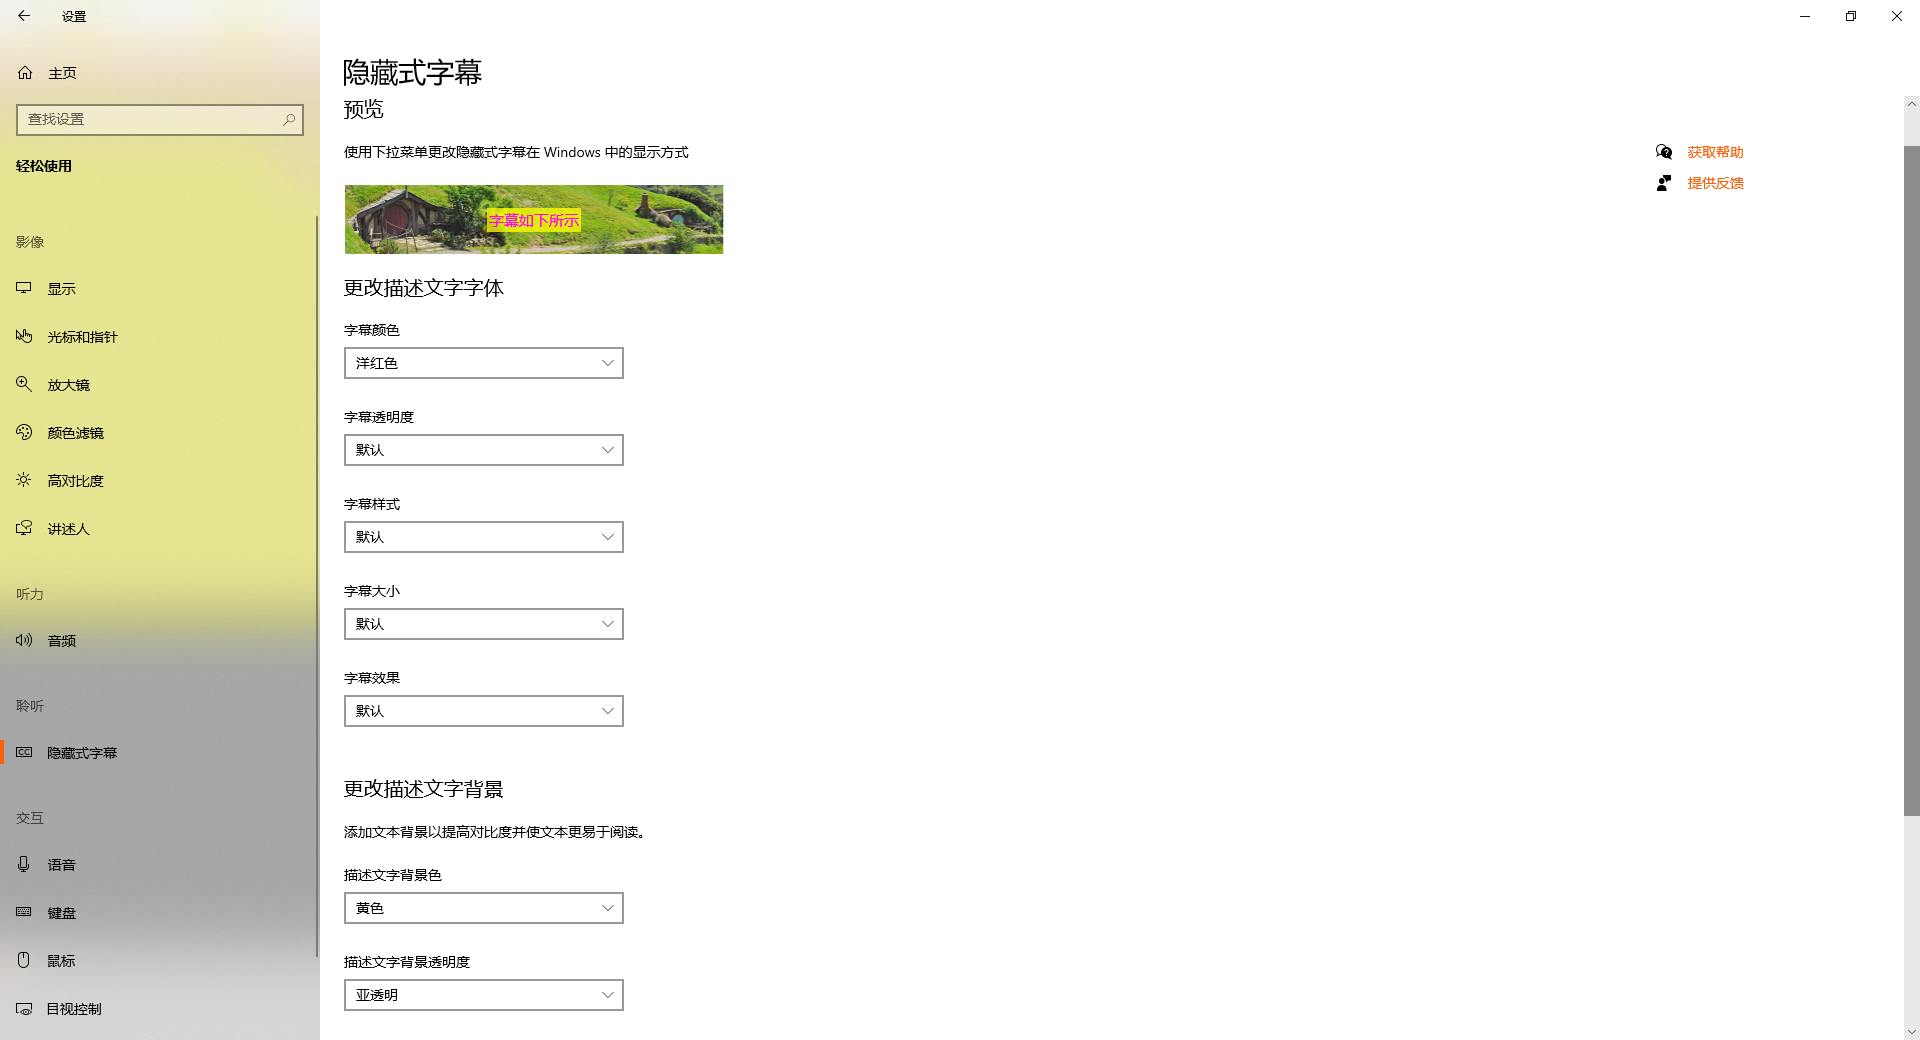 设置
主页
查找设置
轻松使用
影像
显示
光标和指针
放大镜
颜色滤镜
高对比度
讲述人
听力
音频
聆听
隐藏式字幕
交互
语音
键盘
鼠标
目视控制
隐藏式字幕
预览
使用下拉菜单更改隐藏式字幕在 Windows 中的显示方式
字幕如下所示
更改描述文字字体
字幕颜色
洋红色
字幕透明度
默认
字幕样式
默认
字幕大小
默认
字幕效果
默认
更改描述文字背景
添加文本背景以提高对比度并使文本更易于阅读。
描述文字背景色
黄色
描述文字背景透明度
亚透明
获取帮助
提供反馈